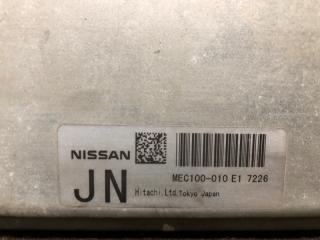 NISSAN
MEC100-010 E1 7226
JN
Hitachi.Ltd.Tokyo Japan